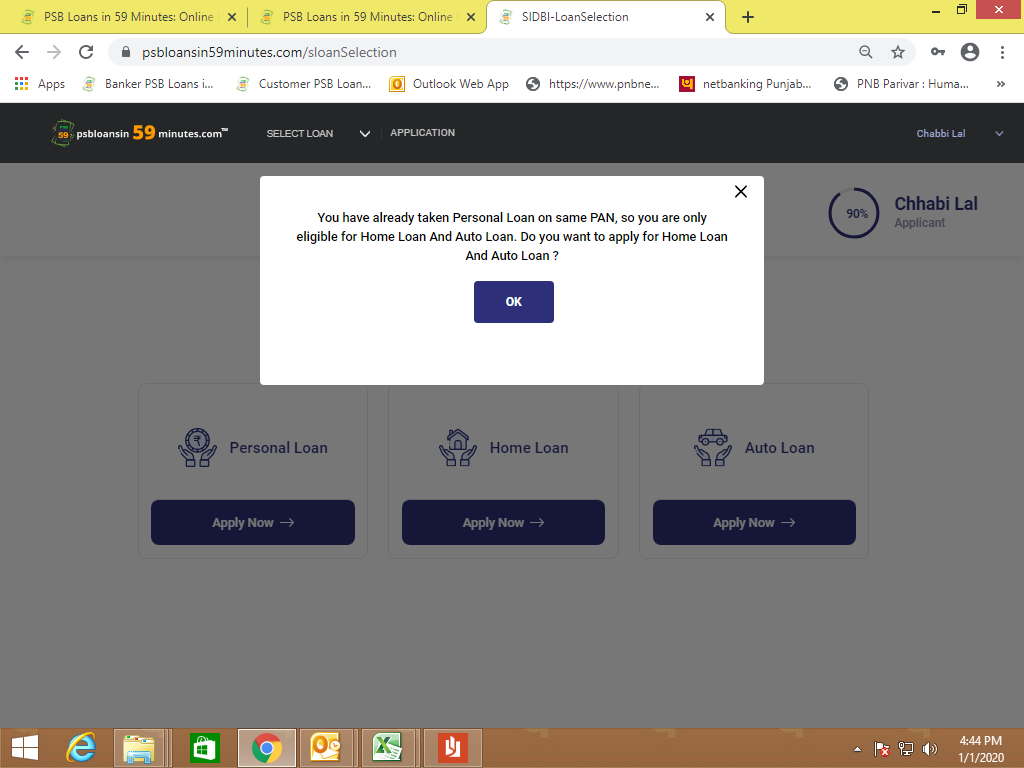 PSB Loans in 59 Minutes: Online
PSB Loans in 59 Minutes: Online
SIDBI-LoanSelection
psbloansin59minutes.com/sloanSelection
Apps
Banker PSB Loans i...
Customer PSB Loan...
Outlook Web App
https://www.pnbne...
netbanking Punjab...
PNB Parivar : Huma...
»
PSB
59
psbloansin 59 minutes.com™
SELECT LOAN
APPLICATION
Chabbi Lal
You have already taken Personal Loan on same PAN, so you are only
eligible for Home Loan And Auto Loan. Do you want to apply for Home Loan
And Auto Loan ?
OK
90%
Chhabi Lal
Applicant
Personal Loan
Home Loan
Auto Loan
Apply Now →
Apply Now →
Apply Now →
4:44 PM
1/1/2020